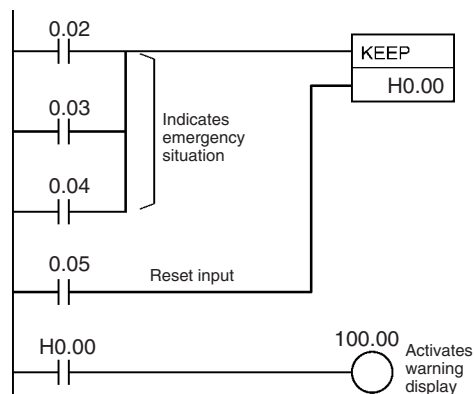 0.02
KEEP
H0.00
0.03
Indicates
emergency
situation
0.04
0.05
Reset input
H0.00
100.00
Activates
warning
display